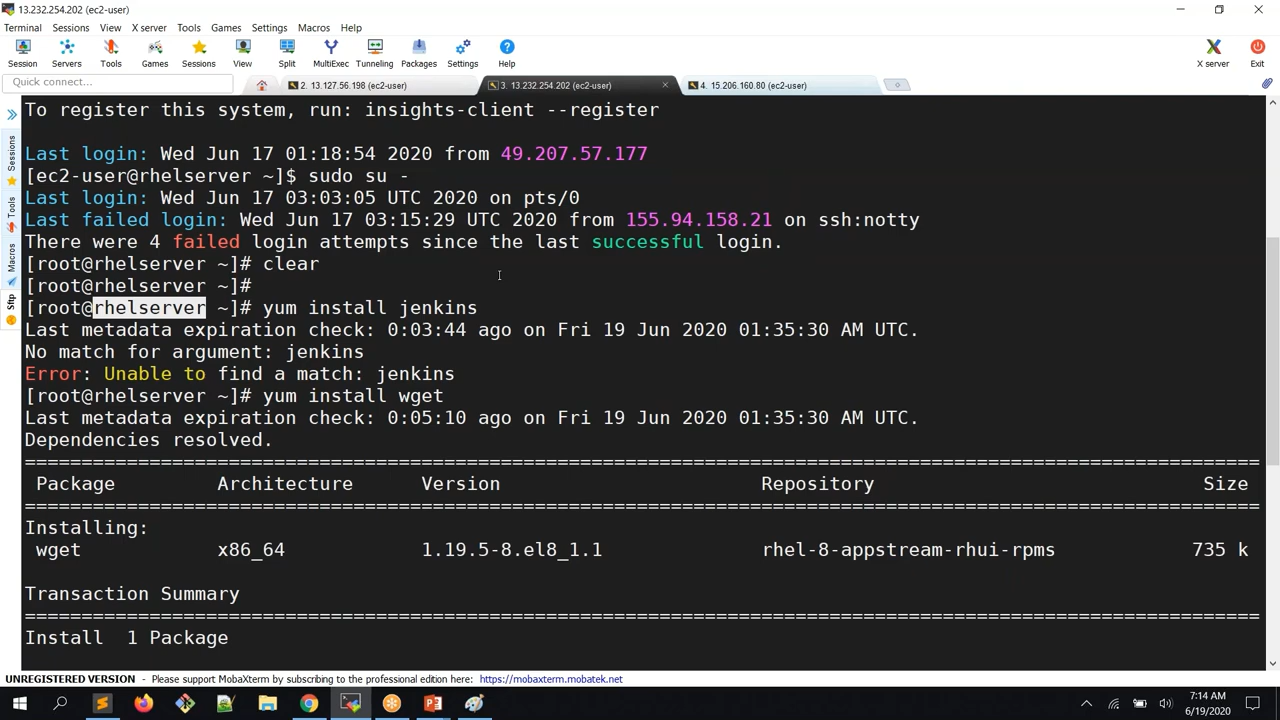 13.232.254.202 (ec2-user)
Terminal Sessions View X server Tools Games Settings Macros Help
Session Servers Tools Games Sessions View Split MultiExec Tunneling Packages Settings Help X server Exit
Quick connect...
2. 13.127.56.198 (ec2-user)
3. 13.232.254.202 (ec2-user)
4. 15.206.160.80 (ec2-user)
Sessions
Tools
Macros
Sftp
To register this system, run: insights-client --register
Last login: Wed Jun 17 01:18:54 2020 from 49.207.57.177
[ec2-user@rhelserver ~]$ sudo su -
Last login: Wed Jun 17 03:03:05 UTC 2020 on pts/0
Last failed login: Wed Jun 17 03:15:29 UTC 2020 from 155.94.158.21 on ssh:notty
There were 4 failed login attempts since the last successful login.
[root@rhelserver ~]# clear
[root@rhelserver ~]#
[root@rhelserver ~]# yum install jenkins
Last metadata expiration check: 0:03:44 ago on Fri 19 Jun 2020 01:35:30 AM UTC.
No match for argument: jenkins
Error: Unable to find a match: jenkins
[root@rhelserver ~]# yum install wget
Last metadata expiration check: 0:05:10 ago on Fri 19 Jun 2020 01:35:30 AM UTC.
Dependencies resolved.
Package Architecture Version Repository Size
Installing:
wget x86_64 1.19.5-8.el8_1.1 rhel-8-appstream-rhui-rpms 735 k
Transaction Summary
Install 1 Package
UNREGISTERED VERSION - Please support MobaXterm by subscribing to the professional edition here: https://mobaxterm.mobatek.net
7:14 AM
6/19/2020